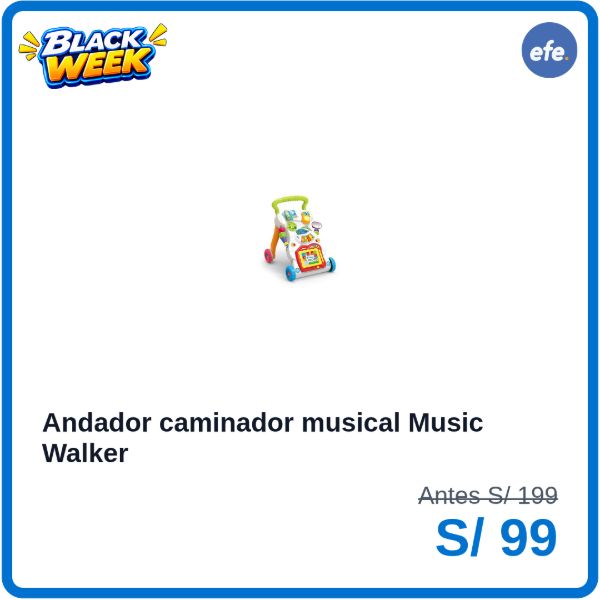 BLACK
WEEK
efe.
Andador caminador musical Music
Walker
Antes S/ 199
S/ 99